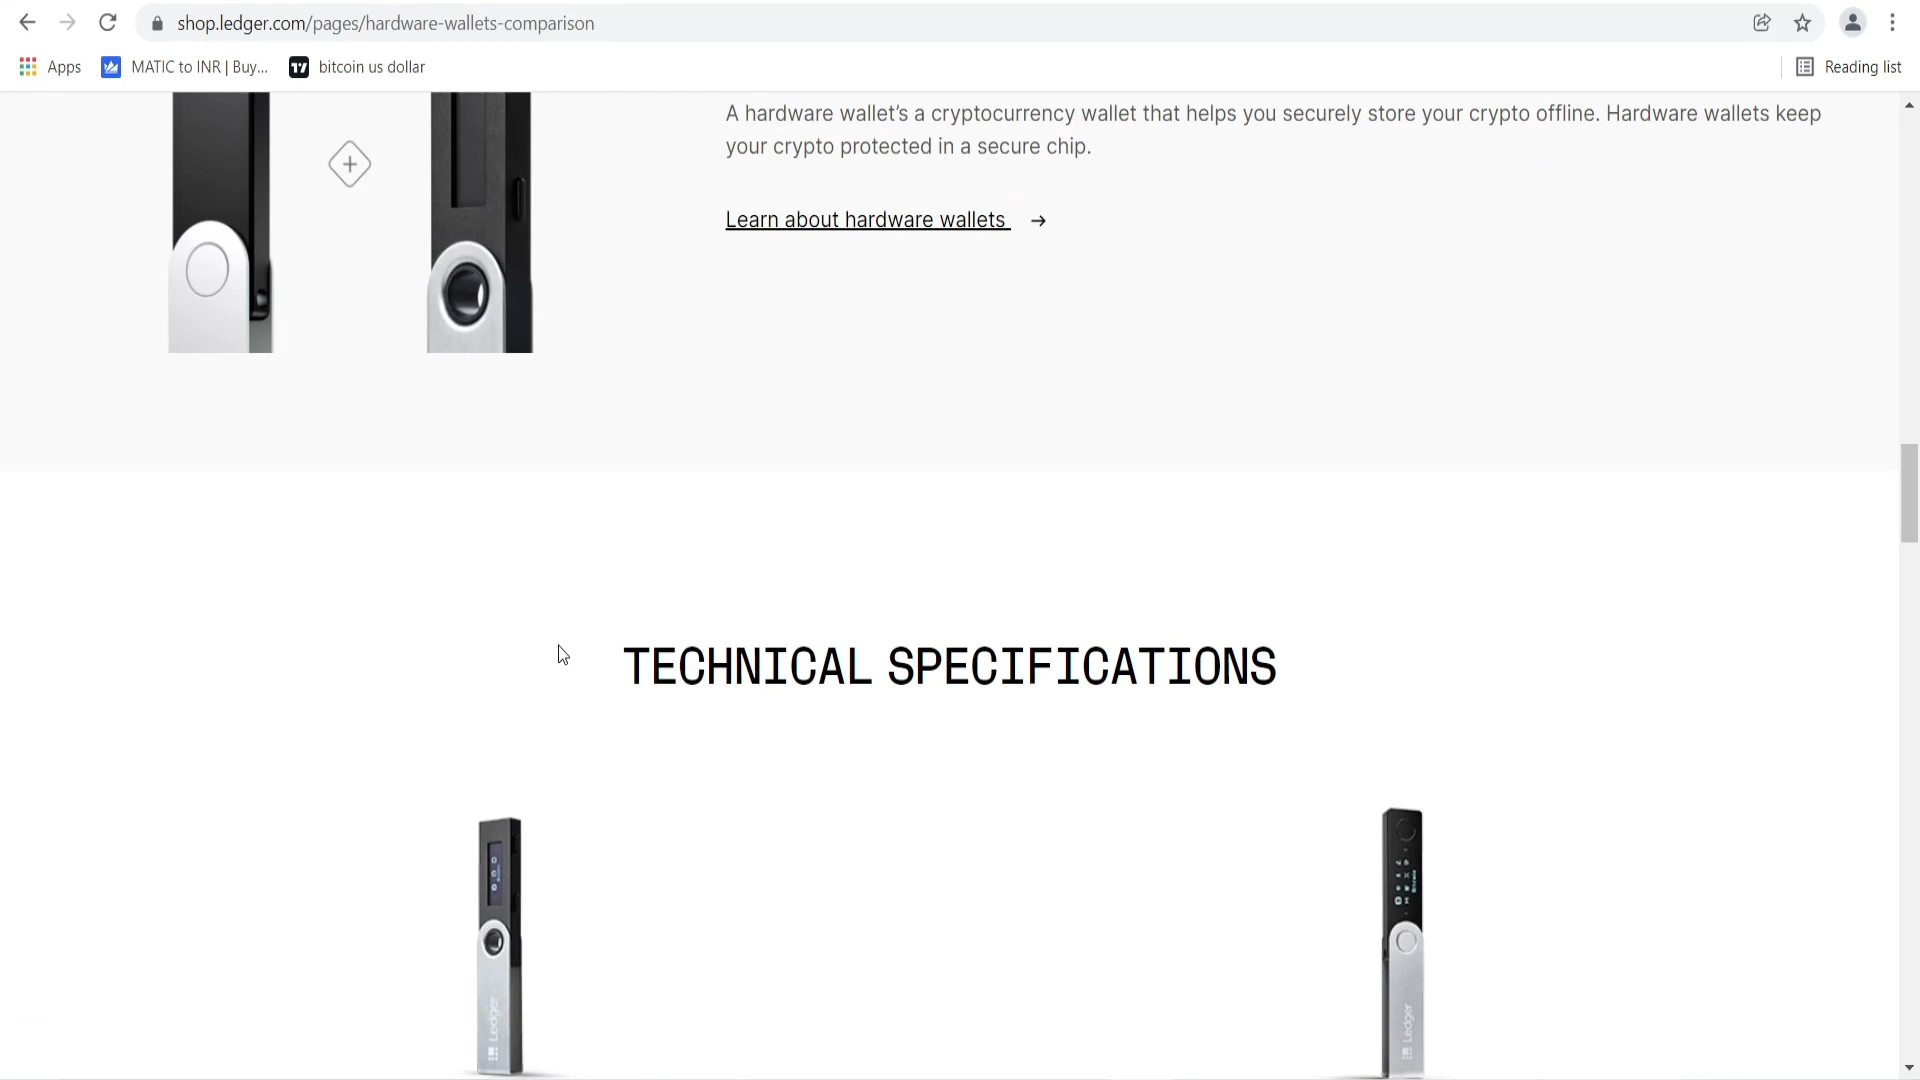 shop.ledger.com/pages/hardware-wallets-comparison
Apps
MATIC to INR | Buy...
bitcoin us dollar
Reading list
A hardware wallet's a cryptocurrency wallet that helps you securely store your crypto offline. Hardware wallets keep
your crypto protected in a secure chip.
Learn about hardware wallets →
TECHNICAL SPECIFICATIONS
Ledger
Ledger